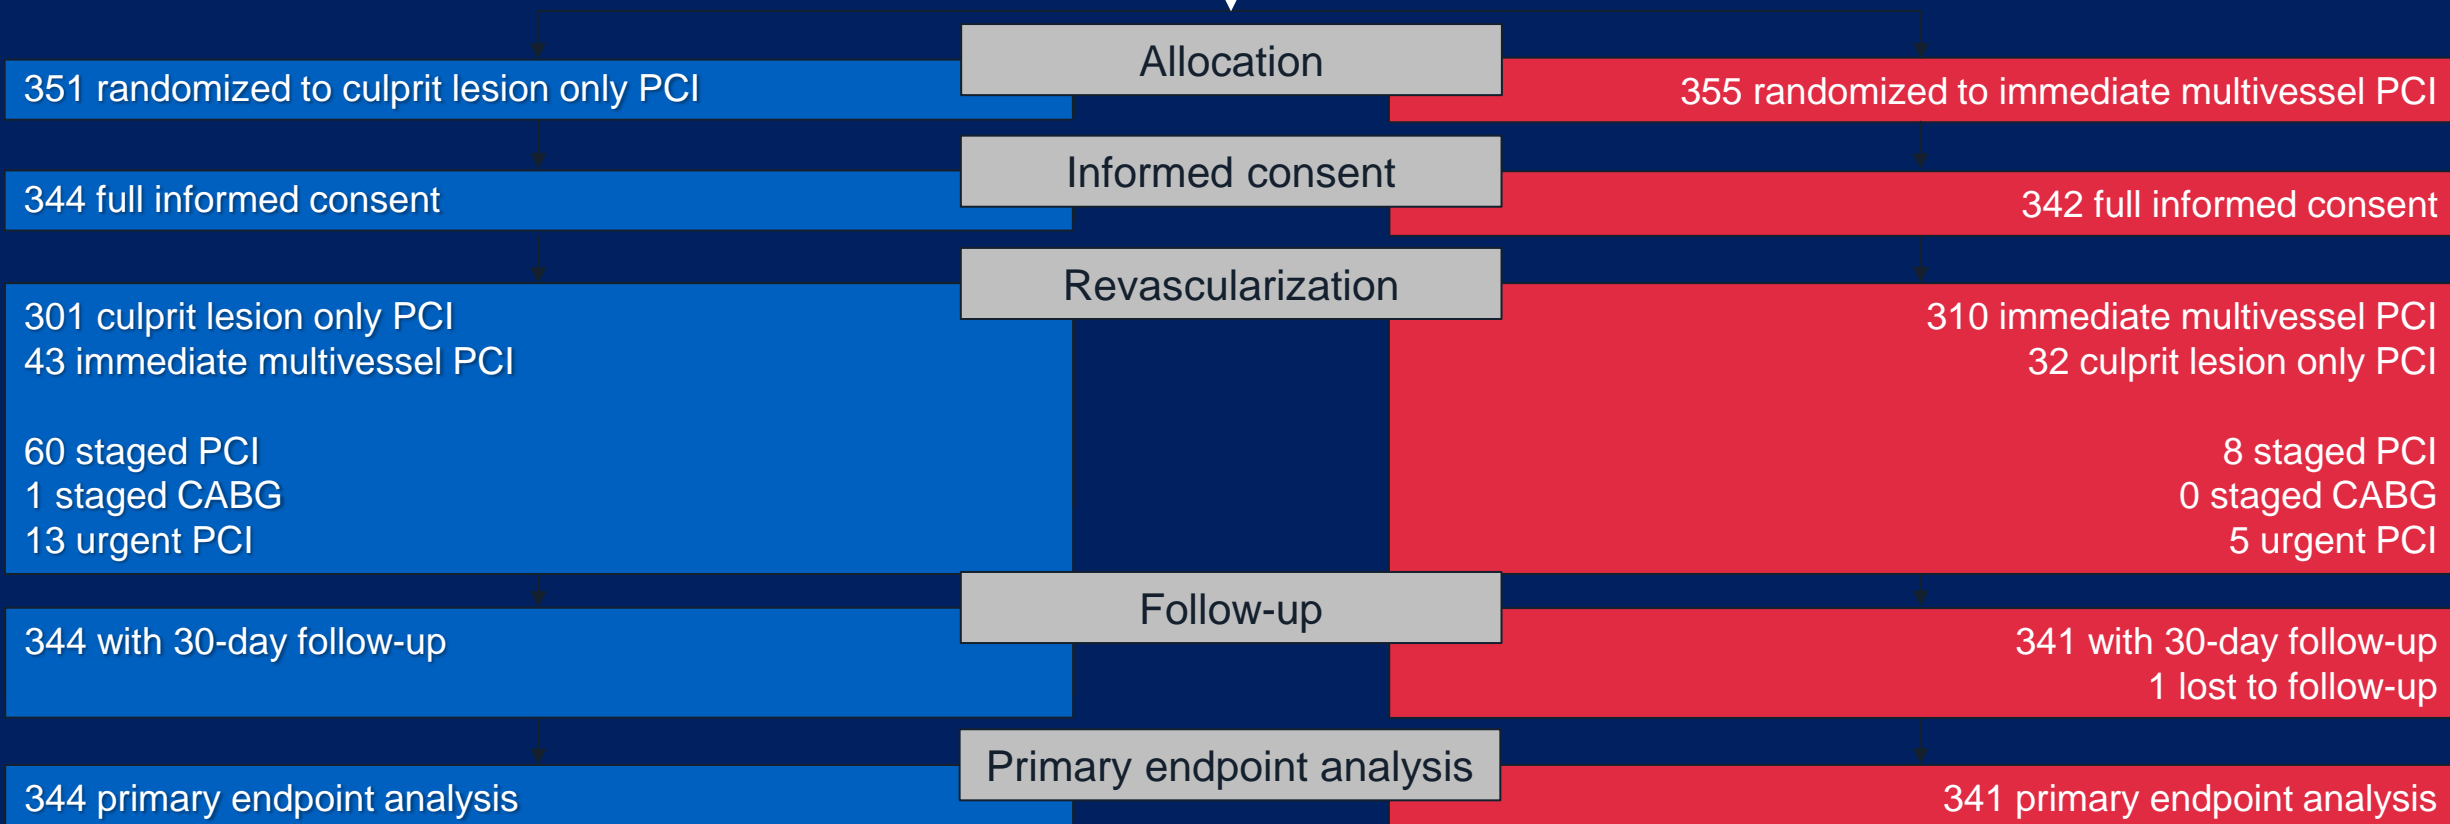 Allocation
351 randomized to culprit lesion only PCI
355 randomized to immediate multivessel PCI
Informed consent
344 full informed consent
342 full informed consent
Revascularization
301 culprit lesion only PCI
43 immediate multivessel PCI
60 staged PCI
1 staged CABG
13 urgent PCI
310 immediate multivessel PCI
32 culprit lesion only PCI
8 staged PCI
0 staged CABG
5 urgent PCI
Follow-up
344 with 30-day follow-up
341 with 30-day follow-up
1 lost to follow-up
Primary endpoint analysis
344 primary endpoint analysis
341 primary endpoint analysis